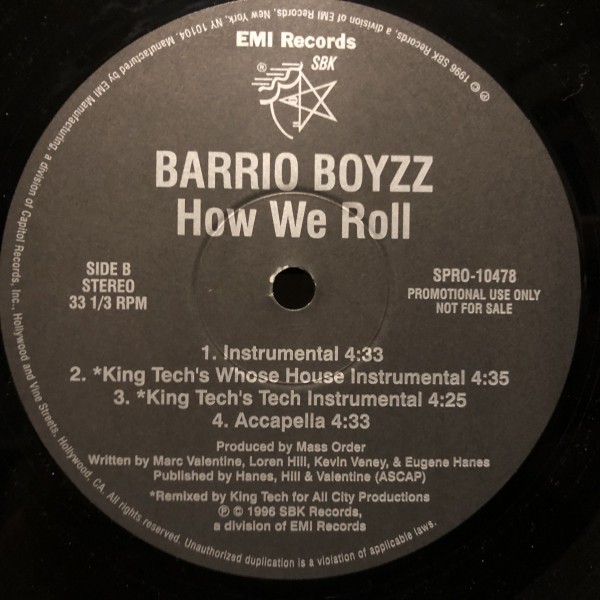 EMI Records
SBK
®
BARRIO BOYZZ
How We Roll
SIDE B
STEREO
33 1/3 RPM
SPRO-10478
PROMOTIONAL USE ONLY
NOT FOR SALE
1. Instrumental 4:33
2. *King Tech's Whose House Instrumental 4:35
3. *King Tech's Tech Instrumental 4:25
4. Accapella 4:33
Produced by Mass Order
Written by Marc Valentine, Loren Hill, Kevin Veney, & Eugene Hanes
Published by Hanes, Hill & Valentine (ASCAP)
*Remixed by King Tech for All City Productions
℗ © 1996 SBK Records,
a division of EMI Records
℗ © 1996 SBK Records, a division of EMI Records, New York, NY 10104. Manufactured by EMI Manufacturing, a division of Capitol Records, Inc., Hollywood and Vine Streets, Hollywood, CA. All rights reserved. Unauthorized duplication is a violation of applicable laws.